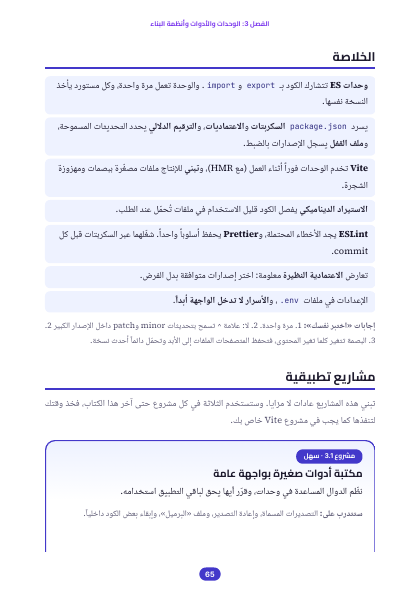 الفصل 3: الوحدات والأدوات وأنظمة البناء
الخلاصة
وحدات ES تتشارك الكود بـ export و import . والوحدة تعمل مرة واحدة، وكل مستورد يأخذ
النسخة نفسها.
يسرد package.json السكربتات والاعتماديات، والترقيم الدلالي يحدد التحديثات المسموحة،
وملف القفل يسجل الإصدارات بالضبط.
Vite تخدم الوحدات فوراً أثناء العمل (مع HMR)، وتبني للإنتاج ملفات مصغّرة ببصمات ومهزوزة
الشجرة.
الاستيراد الديناميكي يفصل الكود قليل الاستخدام في ملفات تُحمّل عند الطلب.
ESLint يجد الأخطاء المحتملة، وPrettier يحفظ أسلوباً واحداً. شغّلهما عبر السكربتات قبل كل
commit.
تعارض الاعتمادية النظيرة معلومة: اختر إصدارات متوافقة بدل الفرض.
الإعدادات في ملفات .env ، والأسرار لا تدخل الواجهة أبداً.
إجابات «اختبر نفسك»: 1. مرة واحدة. 2. لا: علامة ^ تسمح بتحديثات minor وpatch داخل الإصدار الكبير 2.
3. البصمة تتغير كلما تغير المحتوى، فتحفظ المتصفحات الملفات إلى الأبد وتحمّل دائماً أحدث نسخة.
مشاريع تطبيقية
تبني هذه المشاريع عادات لا مزايا. وستستخدم الثلاثة في كل مشروع حتى آخر هذا الكتاب، فخذ وقتك
لتنفذها كما يجب في مشروع Vite خاص بك.
مشروع 3.1 · سهل
مكتبة أدوات صغيرة بواجهة عامة
نظّم الدوال المساعدة في وحدات، وقرّر أيها يحق لباقي التطبيق استخدامه.
ستتدرب على: التصديرات المسماة، وإعادة التصدير، وملف «البرميل»، وإبقاء بعض الكود داخلياً.
65